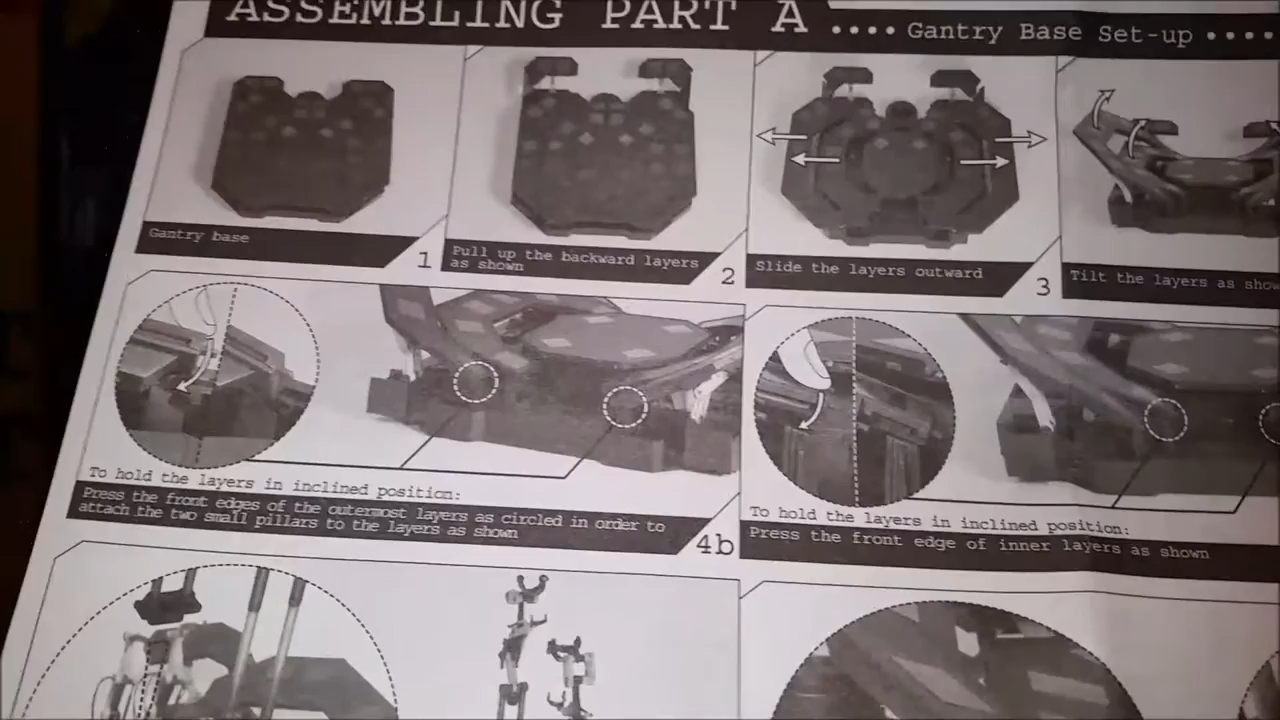 ASSEMBLING PART A •••• Gantry Base Set-up ••••
Gantry base
1
Pull up the backward layers
as shown
2
Slide the layers outward
3
Tilt the layers as
To hold the layers in inclined position:
Press the front edges of the outermost layers as circled in order to
attach the two small pillars to the layers as shown
4b
To hold the layers in inclined position:
Press the front edge of inner layers as shown